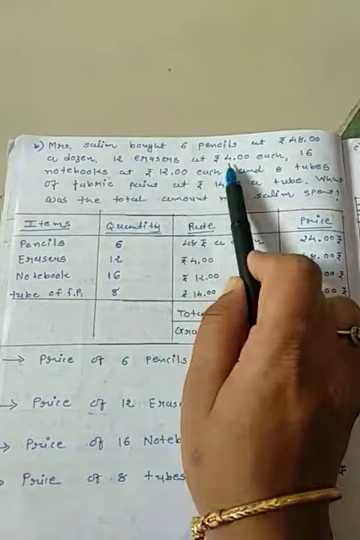 b) Mrs. Salim bought 6 pencils at ₹48.00
a dozen, 12 erasers at ₹4.00 each, 16
notebooks at ₹12.00 each and 8 tubes
of fabric paint at ₹ a tube. What
was the total amount salim spent?
Items Quantity Rate Price
Pencils 6 48₹ a 24.00₹
Erasers 12 ₹4.00 ₹
Notebook 16 ₹12.00 ₹
tube of f.p. 8 ₹14.00
→ Price of 6 pencils
→ Price of 12
→ Price of 16
→ Price of 8 tubes